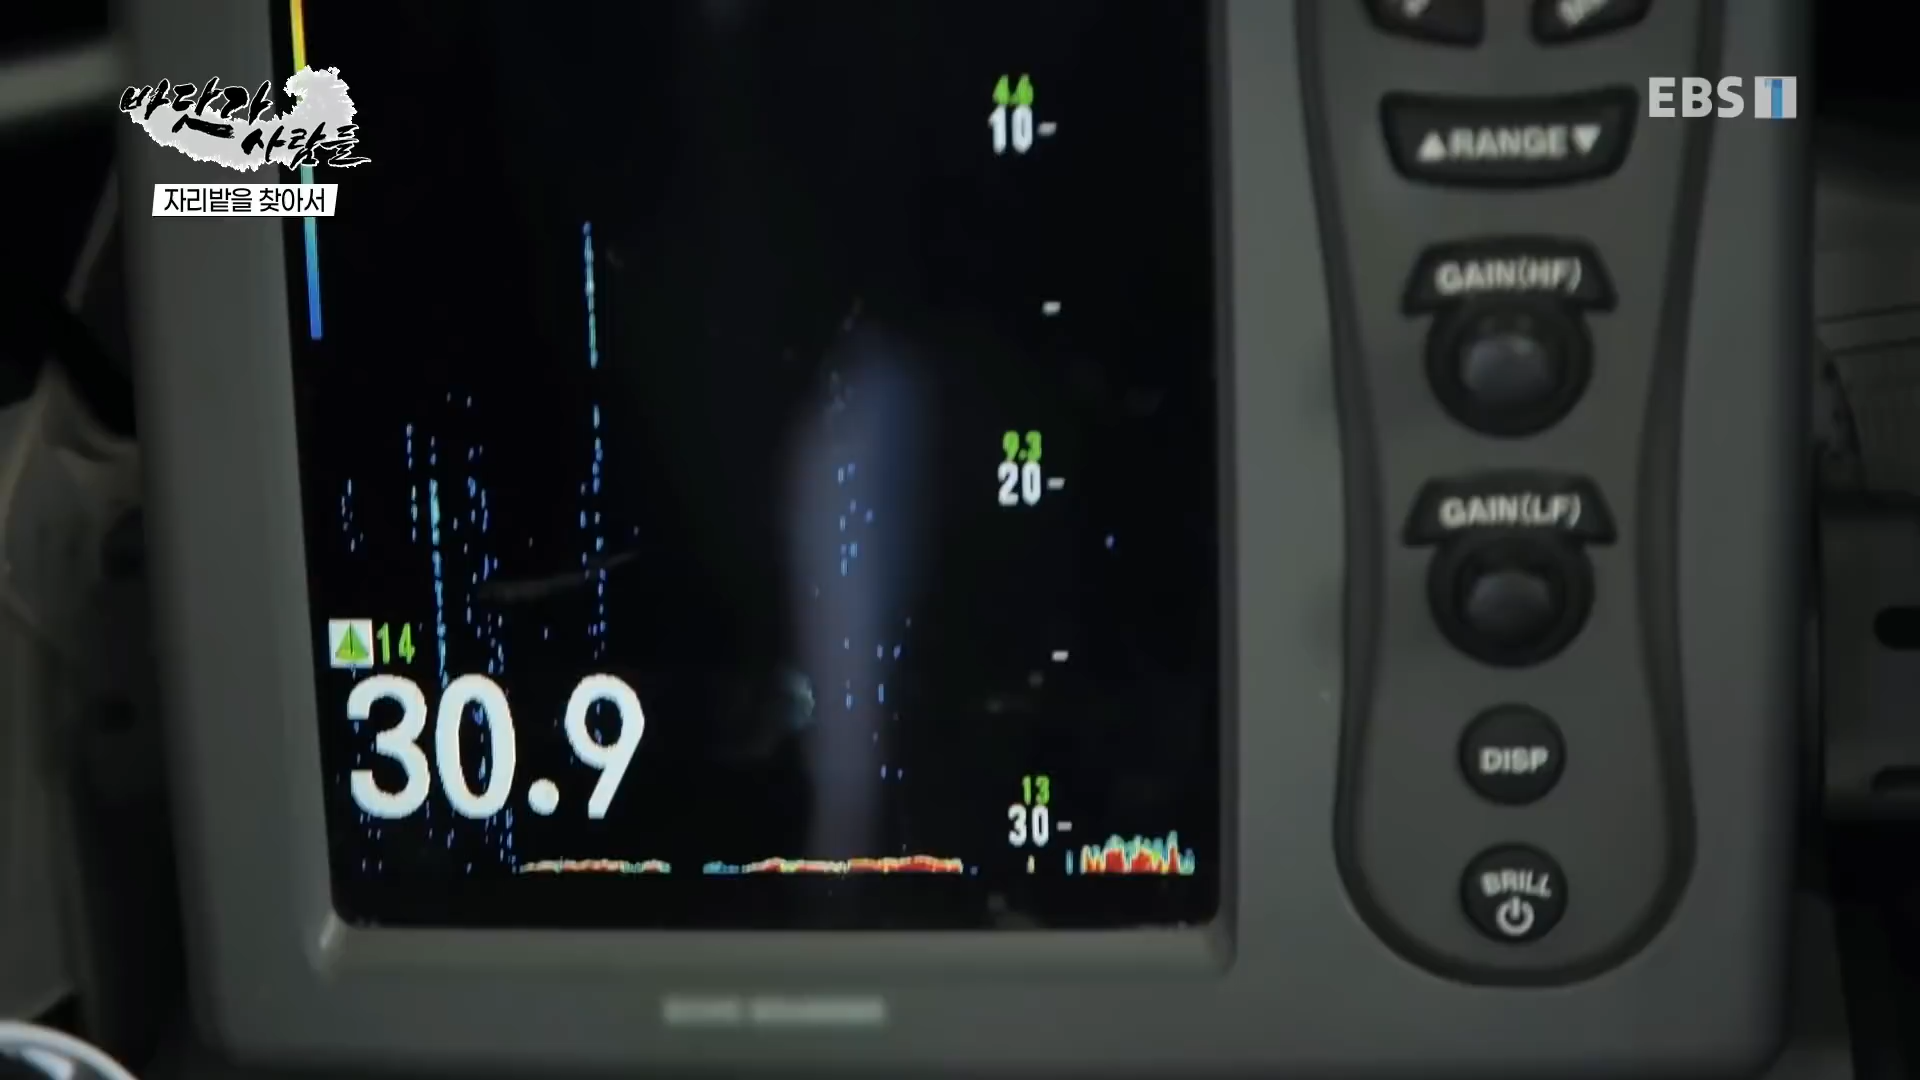 바닷가
사람들
자리밭을 찾아서
EBS 1
4.6
10
▲RANGE▼
GAIN(HF)
9.3
20
GAIN(LF)
14
30.9
13
30
DISP
BRILL